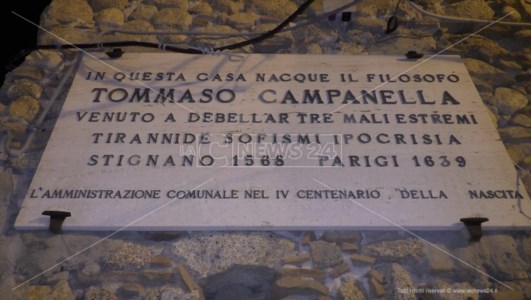 IN QUESTA CASA NACQUE IL FILOSOFO
TOMMASO CAMPANELLA
VENUTO A DEBELLAR TRE MALI ESTREMI
TIRANNIDE SOFISMI IPOCRISIA
STIGNANO 1568 PARIGI 1639
L'AMMINISTRAZIONE COMUNALE NEL IV CENTENARIO DELLA NASCITA